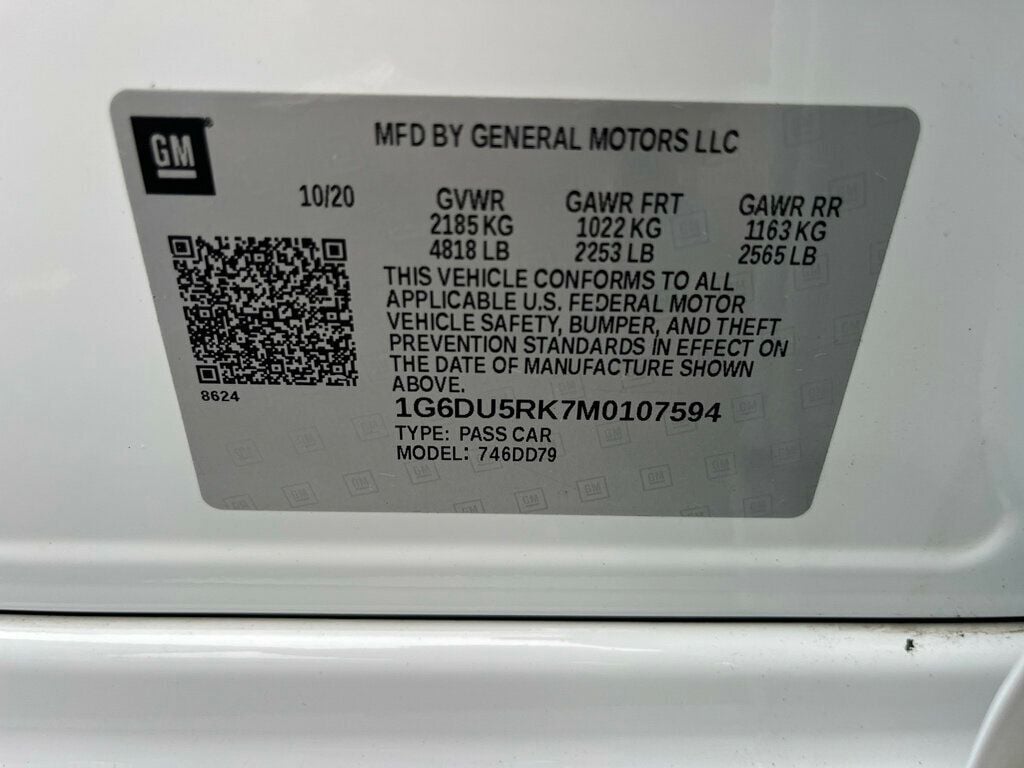 GM
MFD BY GENERAL MOTORS LLC
10/20 GVWR GAWR FRT GAWR RR
2185 KG 1022 KG 1163 KG
4818 LB 2253 LB 2565 LB
THIS VEHICLE CONFORMS TO ALL
APPLICABLE U.S. FEDERAL MOTOR
VEHICLE SAFETY, BUMPER, AND THEFT
PREVENTION STANDARDS IN EFFECT ON
THE DATE OF MANUFACTURE SHOWN
ABOVE.
8624
1G6DU5RK7M0107594
TYPE: PASS CAR
MODEL: 746DD79